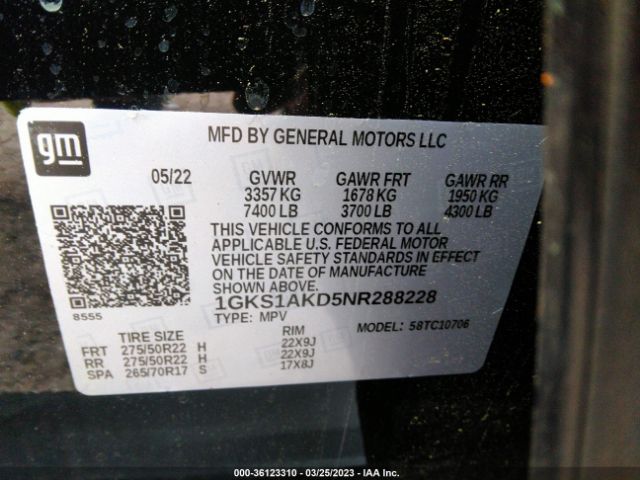 gm
MFD BY GENERAL MOTORS LLC
05/22 GVWR GAWR FRT GAWR RR
3357 KG 1678 KG 1950 KG
7400 LB 3700 LB 4300 LB
THIS VEHICLE CONFORMS TO ALL
APPLICABLE U.S. FEDERAL MOTOR
VEHICLE SAFETY STANDARDS IN EFFECT
ON THE DATE OF MANUFACTURE
SHOWN ABOVE.
1GKS1AKD5NR288228
8555
TYPE: MPV MODEL: 58TC10706
TIRE SIZE RIM
FRT 275/50R22 H 22X9J
RR 275/50R22 H 22X9J
SPA 265/70R17 S 17X8J
000-36123310 - 03/25/2023 - IAA Inc.